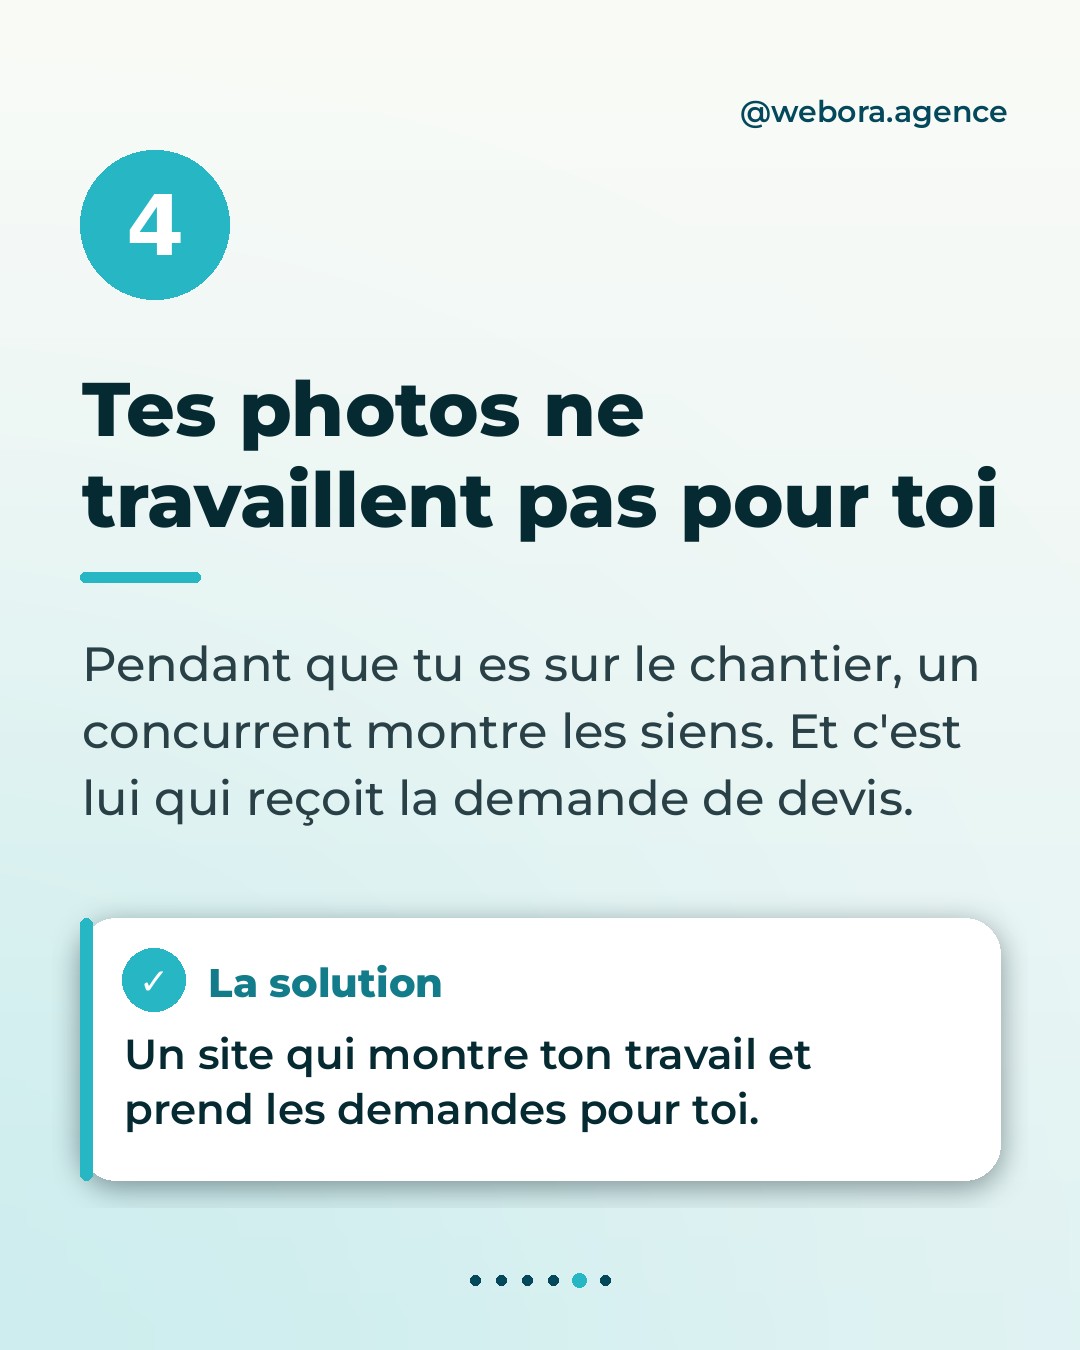 @webora.agence
4
Tes photos ne
travaillent pas pour toi
Pendant que tu es sur le chantier, un
concurrent montre les siens. Et c'est
lui qui reçoit la demande de devis.
✓ La solution
Un site qui montre ton travail et
prend les demandes pour toi.